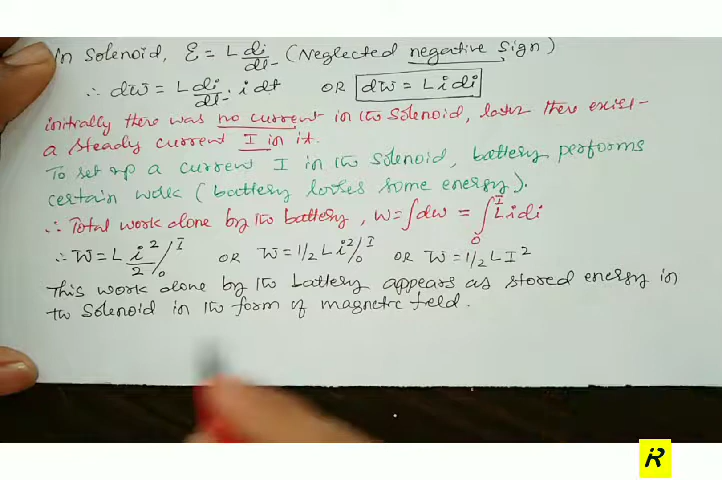 In Solenoid, ε = L di/dt (Neglected negative sign)
∴ dw = L di/dt · i dt OR dw = L i di
initially there was no current in the solenoid, later there exist
a steady current I in it.
To set up a current I in the solenoid, battery performs
certain work (battery loses some energy).
∴ Total work done by the battery, W = ∫dw = ∫₀ᴵ L i di
∴ W = L i²/2 /₀ᴵ OR W = 1/2 L i² /₀ᴵ OR W = 1/2 L I²
This work done by the battery appears as stored energy in
the solenoid in the form of magnetic field.
R